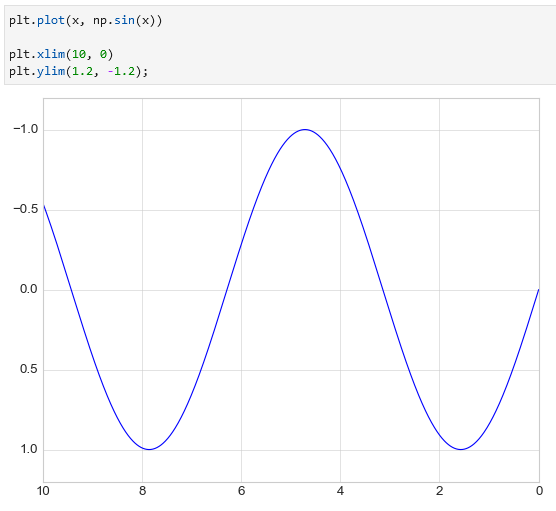 plt.plot(x, np.sin(x))
plt.xlim(10, 0)
plt.ylim(1.2, -1.2);
−1.0
−0.5
0.0
0.5
1.0
10 8 6 4 2 0